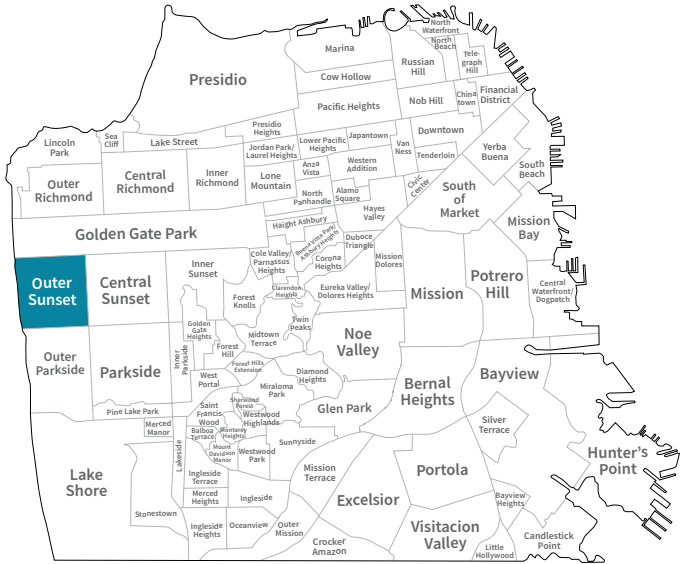 North
Waterfront
North
Beach
Tele-
graph
Hill
Marina
Russian
Hill
Presidio
Cow Hollow
Pacific Heights
Nob Hill
China
town
Financial
District
Presidio
Heights
Downtown
Sea
Cliff
Lake Street
Lincoln
Park
Jordan Park/
Laurel Heights
Lower Pacific
Heights
Japantown
Van
Ness
Tenderloin
Yerba
Buena
South
Beach
Outer
Richmond
Central
Richmond
Inner
Richmond
Lone
Mountain
Anza
Vista
Western
Addition
Civic
Center
North
Panhandle
Alamo
Square
Hayes
Valley
South
of
Market
Mission
Bay
Golden Gate Park
Haight Ashbury
Buena Vista Park/
Ashbury Heights
Duboce
Triangle
Outer
Sunset
Central
Sunset
Inner
Sunset
Cole Valley/
Parnassus
Heights
Corona
Heights
Mission
Dolores
Clarendon
Heights
Eureka Valley/
Dolores Heights
Mission
Potrero
Hill
Central
Waterfront/
Dogpatch
Forest
Knolls
Twin
Peaks
Golden
Gate
Heights
Midtown
Terrace
Noe
Valley
Outer
Parkside
Parkside
Inner
Parkside
Forest
Hill
Forest Hills
Extension
West
Portal
Diamond
Heights
Miraloma
Park
Bernal
Heights
Bayview
Pine Lake Park
Saint
Francis
Wood
Sherwood
Forest
Westwood
Highlands
Glen Park
Silver
Terrace
Merced
Manor
Balboa
Terrace
Monterey
Heights
Mount
Davidson
Manor
Westwood
Park
Sunnyside
Lakeside
Lake
Shore
Ingleside
Terrace
Mission
Terrace
Portola
Hunter's
Point
Merced
Heights
Ingleside
Excelsior
Bayview
Heights
Stonestown
Ingleside
Heights
Oceanview
Outer
Mission
Crocker
Amazon
Visitacion
Valley
Little
Hollywood
Candlestick
Point